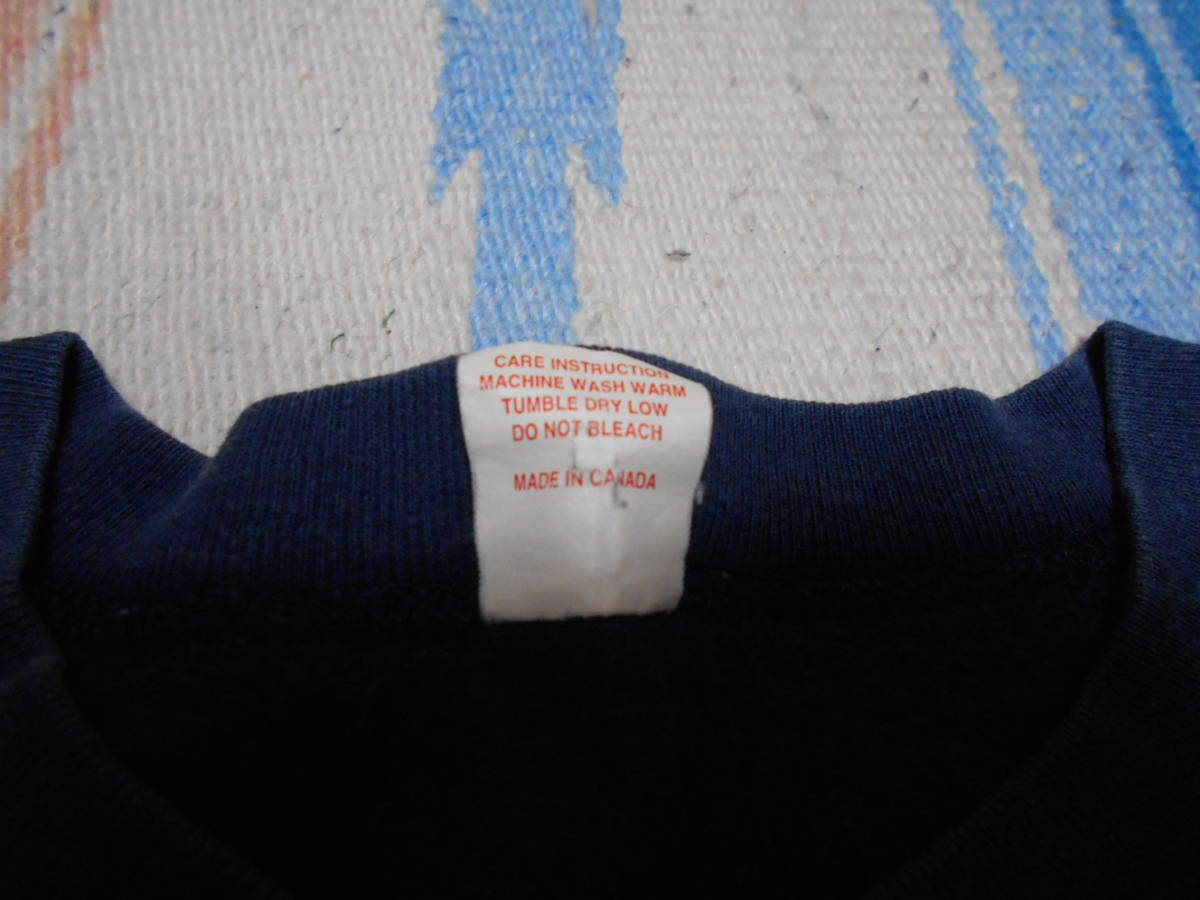 CARE INSTRUCTION
MACHINE WASH WARM
TUMBLE DRY LOW
DO NOT BLEACH
MADE IN CANADA